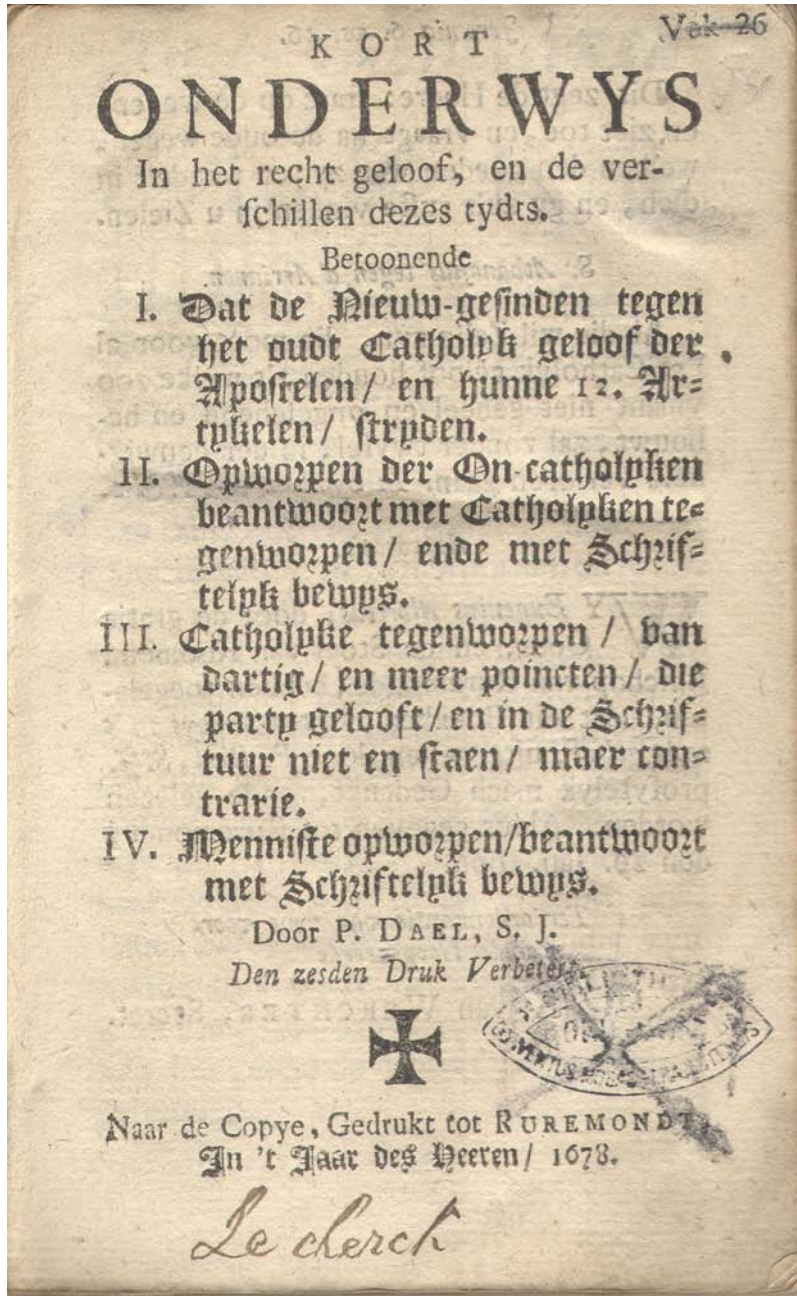 Vek 26
KORT
ONDERWYS
In het recht geloof, en de ver-
ſchillen dezes tydts.
Betoonende
I. Dat de Nieuw-geſinden tegen
het oudt Catholyk geloof der
Apoſtelen / en hunne 12. Ar-
tykelen / ſtryden.
II. Opworpen der On-catholyken
beantwoort met Catholyken te-
genworpen / ende met Schrif-
telyk bewys.
III. Catholyke tegenworpen / van
dartig / en meer poincten / die
party gelooft / en in de Schrif-
tuur niet en ſtaen / maer con-
trarie.
IV. Menniſte opworpen/beantwoort
met Schriftelyk bewys.
Door P. DAEL, S. J.
Den zesden Druk Verbetert.
Naar de Copye, Gedrukt tot RUREMONDT,
In 't Jaar des Heeren / 1678.
Le clerck